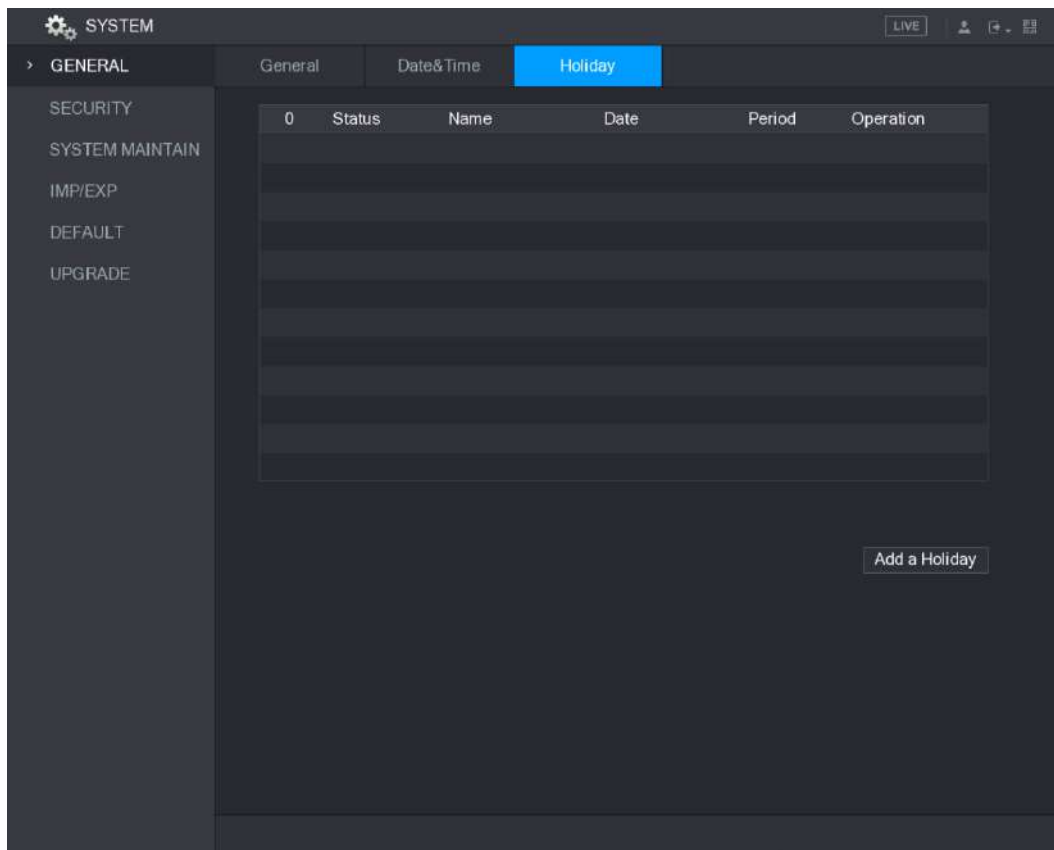 SYSTEM
LIVE
GENERAL
General Date&Time Holiday
SECURITY
0 Status Name Date Period Operation
SYSTEM MAINTAIN
IMP/EXP
DEFAULT
UPGRADE
Add a Holiday